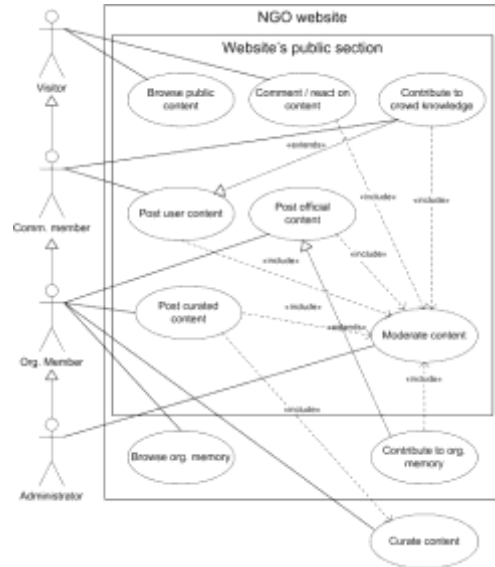 NGO website
Website's public section
Visitor
Browse public
content
Comment / react on
content
Contribute to
crowd knowledge
«extends»
Comm. member
Post user content
Post official
content
«include»
«include»
«include»
«include»
«include»
Org. Member
Post curated
content
«include»
«extends»
Moderate content
«include»
«include»
Administrator
Browse org. memory
Contribute to org.
memory
Curate content